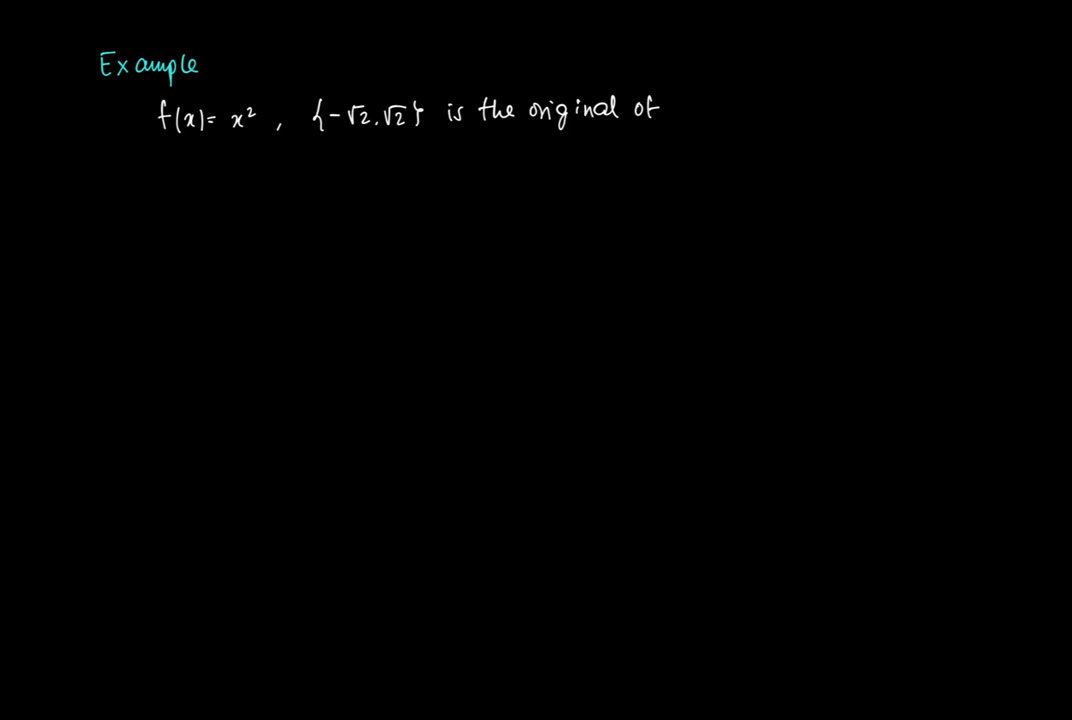 Example
f(x)= x², {-√2.√2} is the original of